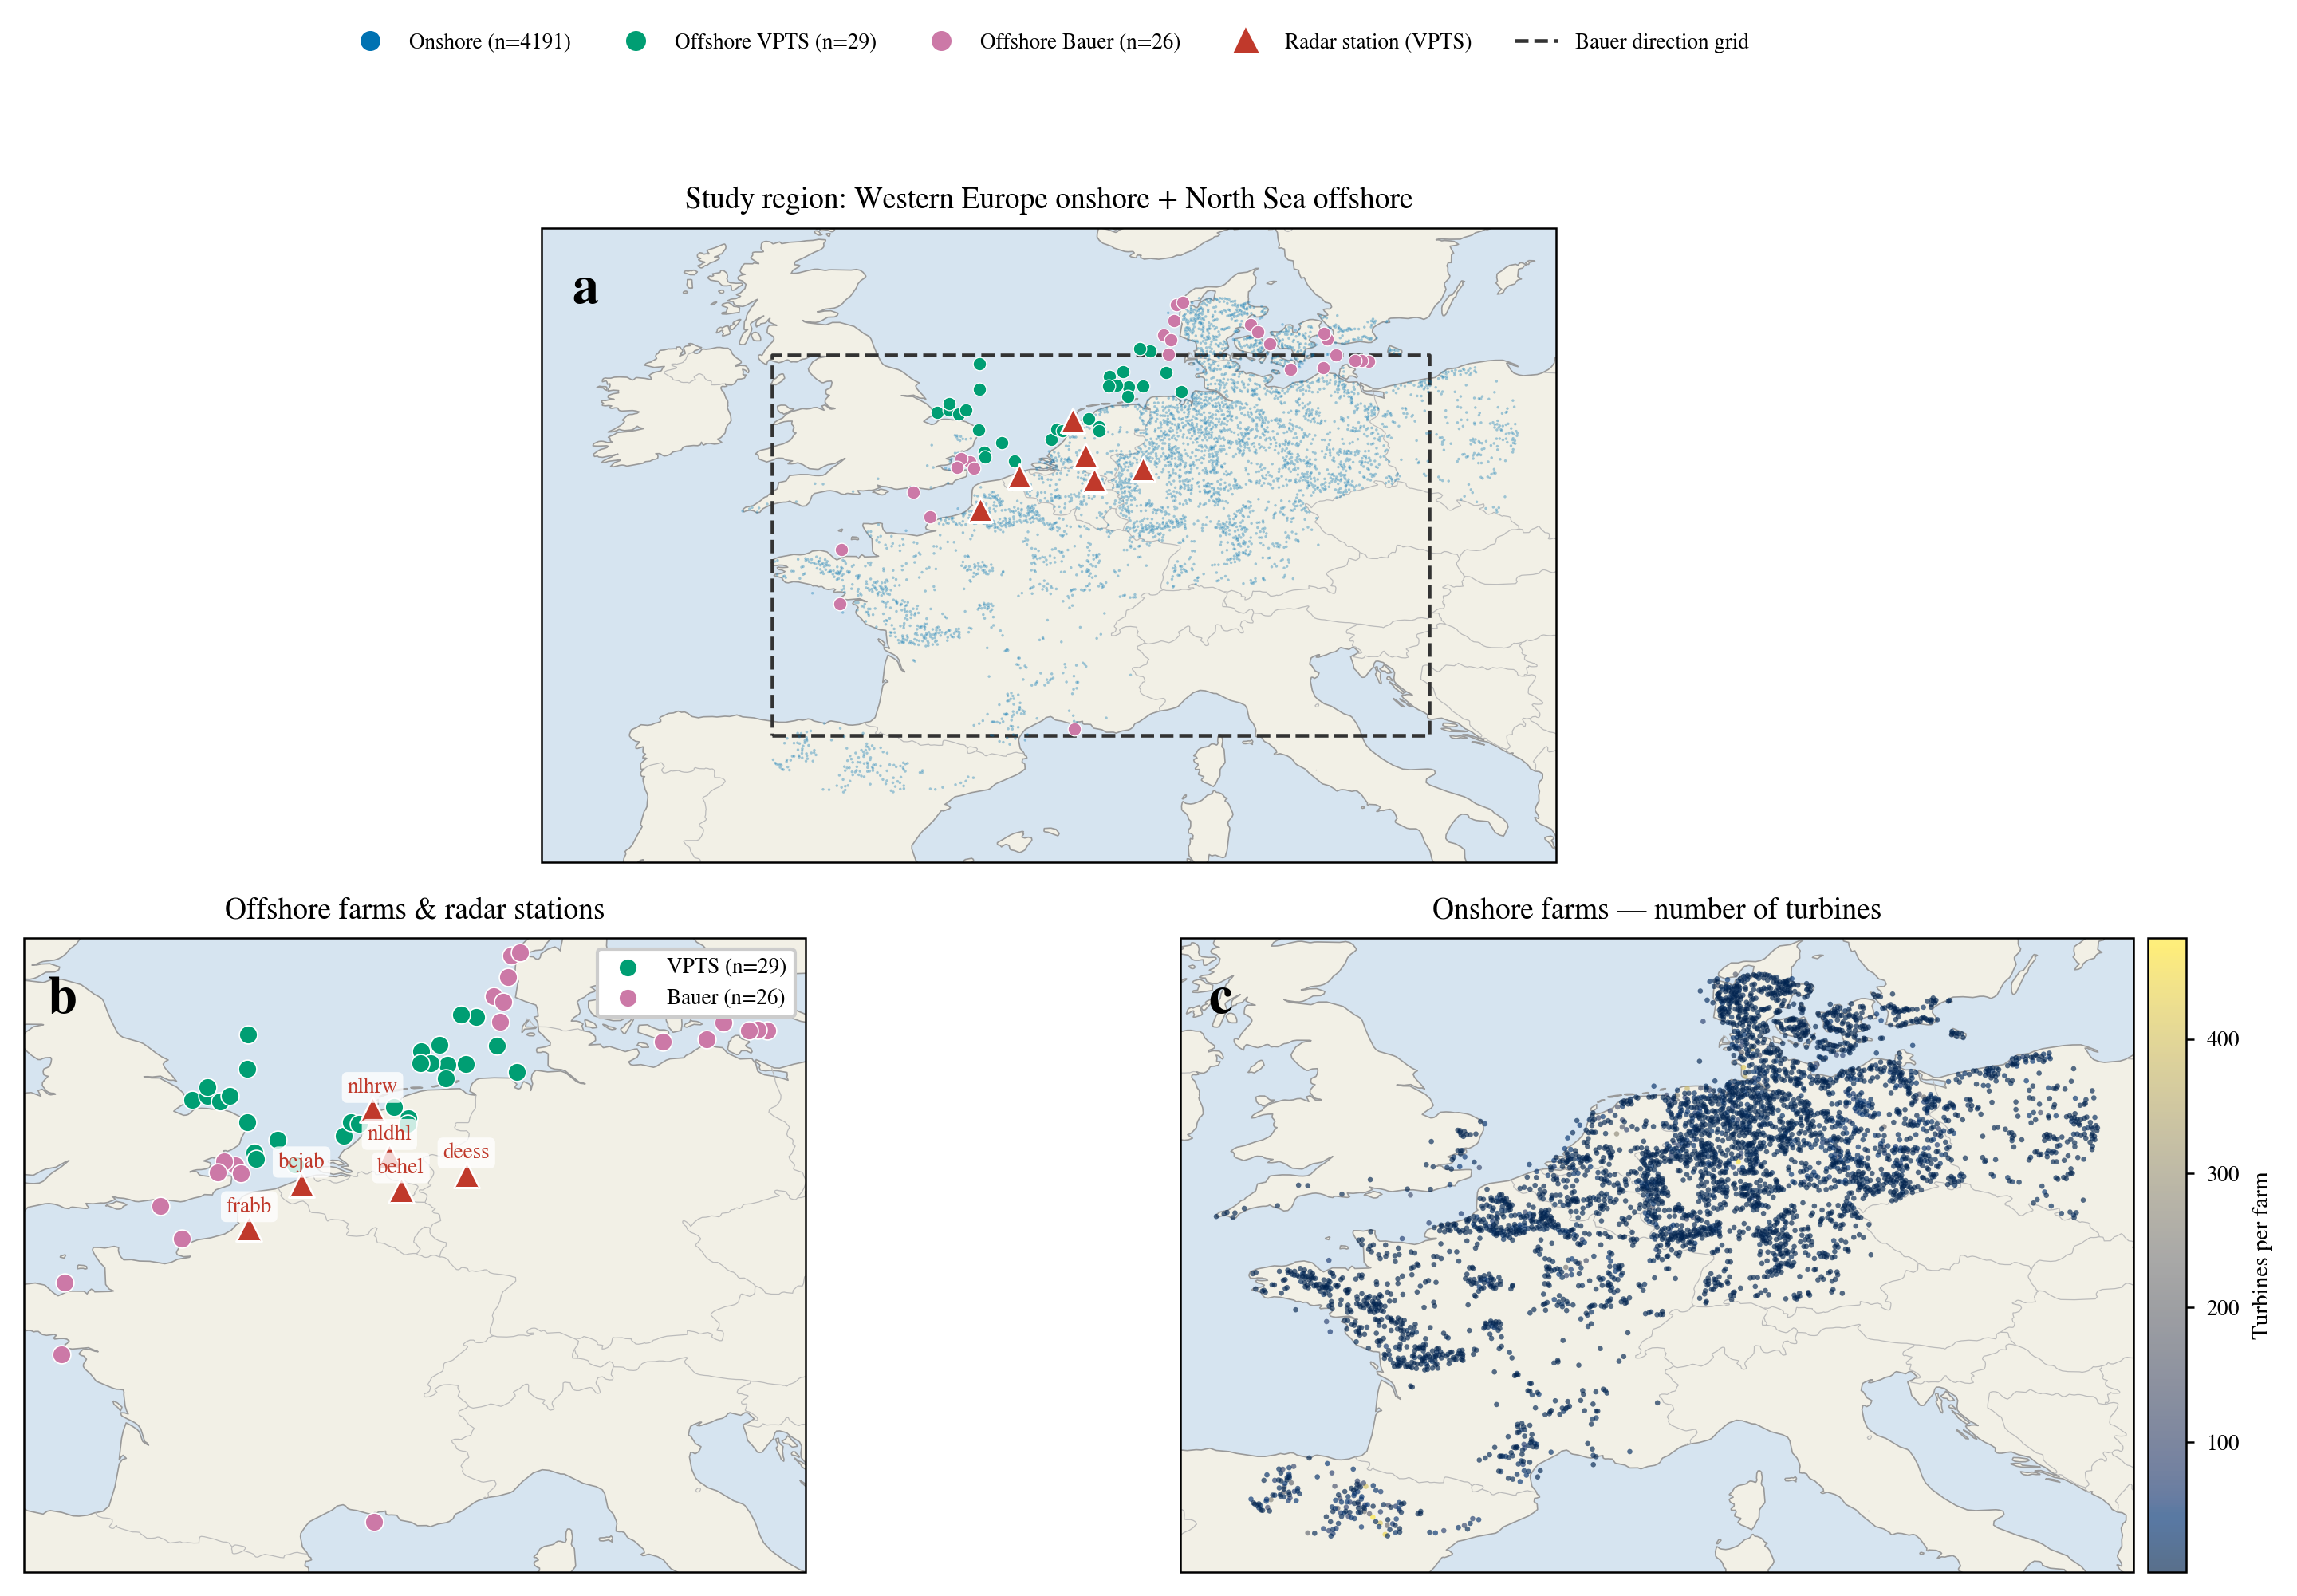 Onshore (n=4191)
Offshore VPTS (n=29)
Offshore Bauer (n=26)
Radar station (VPTS)
Bauer direction grid
Study region: Western Europe onshore + North Sea offshore
a
Offshore farms & radar stations
b
VPTS (n=29)
Bauer (n=26)
nlhrw
nldhl
deess
bejab
behel
frabb
Onshore farms — number of turbines
c
400
300
200
100
Turbines per farm